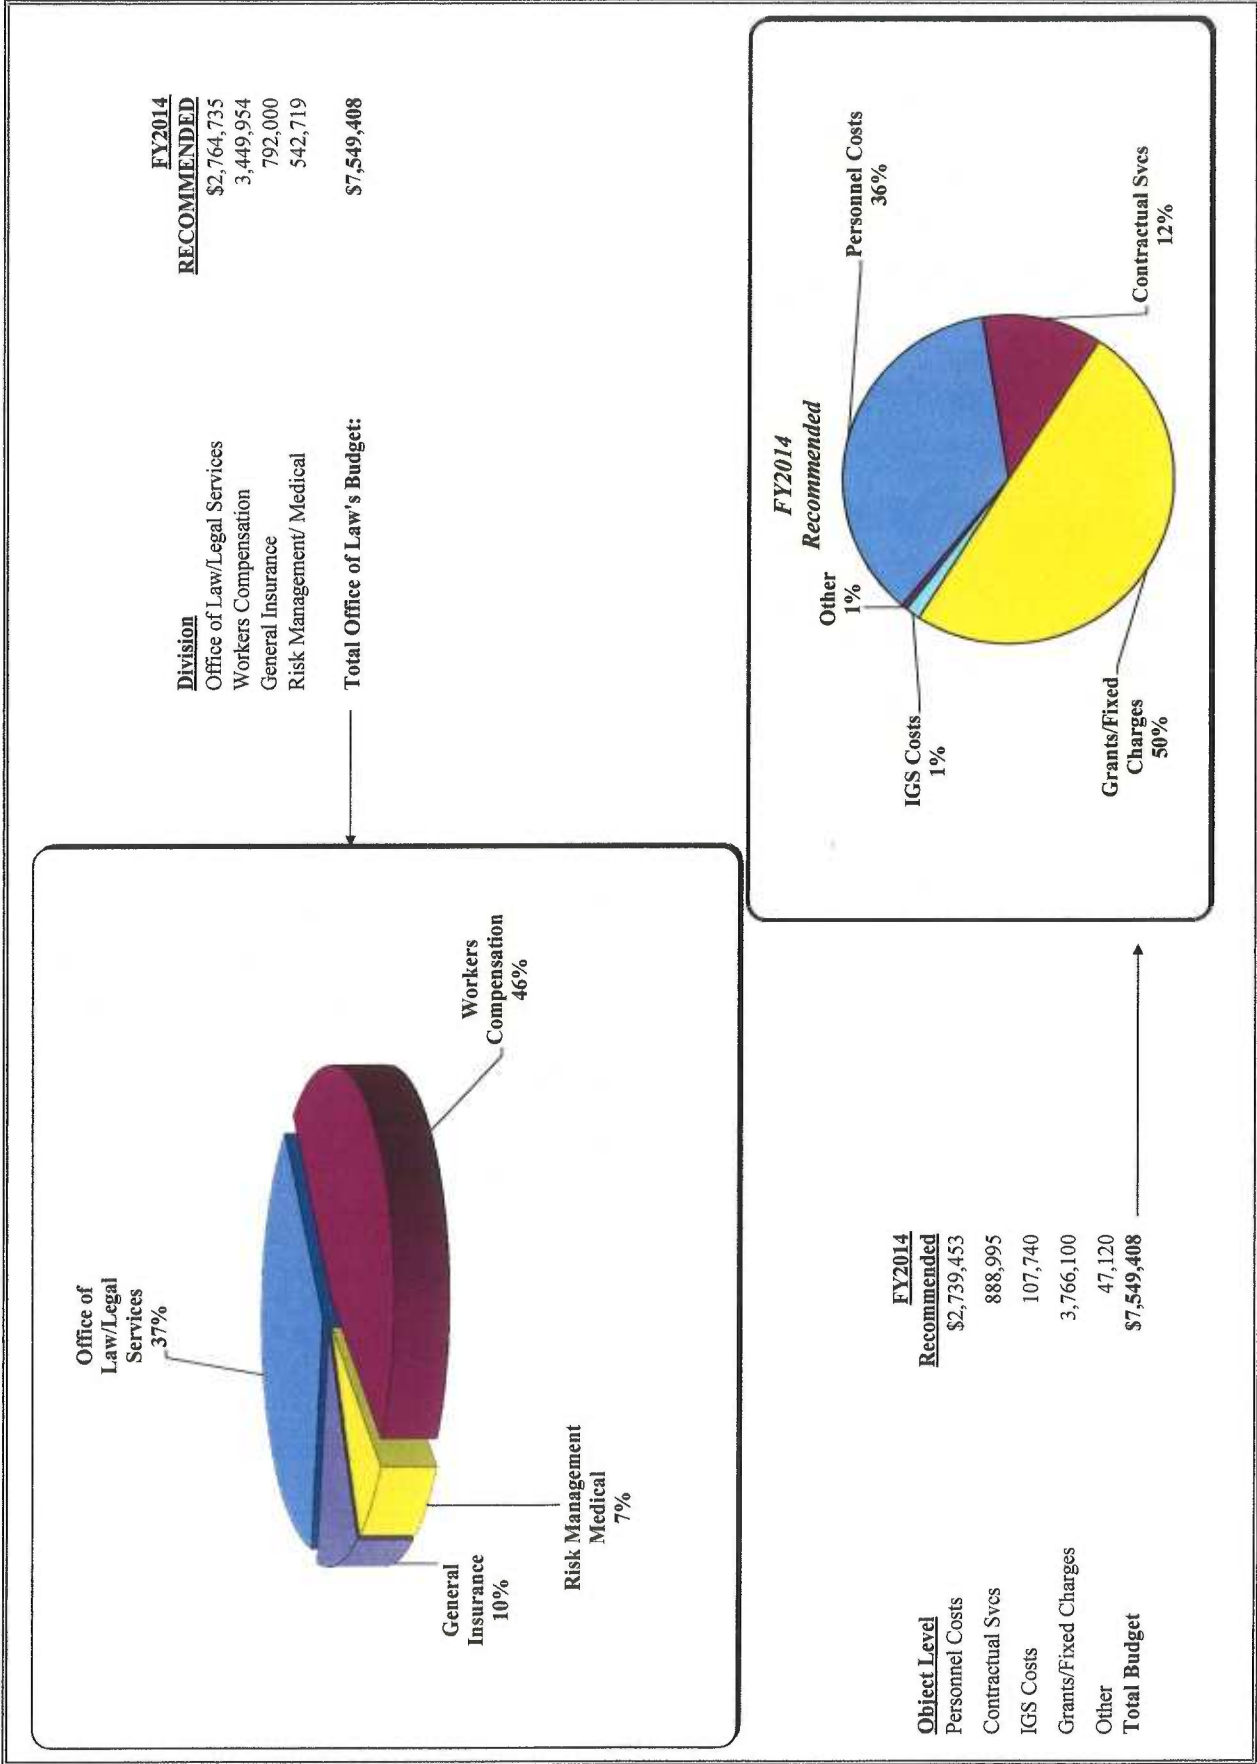 Office of
Law/Legal
Services
37%
Workers
Compensation
46%
Risk Management
Medical
7%
General
Insurance
10%
Division
FY2014
RECOMMENDED
Office of Law/Legal Services $2,764,735
Workers Compensation 3,449,954
General Insurance 792,000
Risk Management/ Medical 542,719
Total Office of Law's Budget: $7,549,408
Object Level
FY2014
Recommended
Personnel Costs $2,739,453
Contractual Svcs 888,995
IGS Costs 107,740
Grants/Fixed Charges 3,766,100
Other 47,120
Total Budget $7,549,408
FY2014
Recommended
Other
1%
IGS Costs
1%
Personnel Costs
36%
Contractual Svcs
12%
Grants/Fixed
Charges
50%